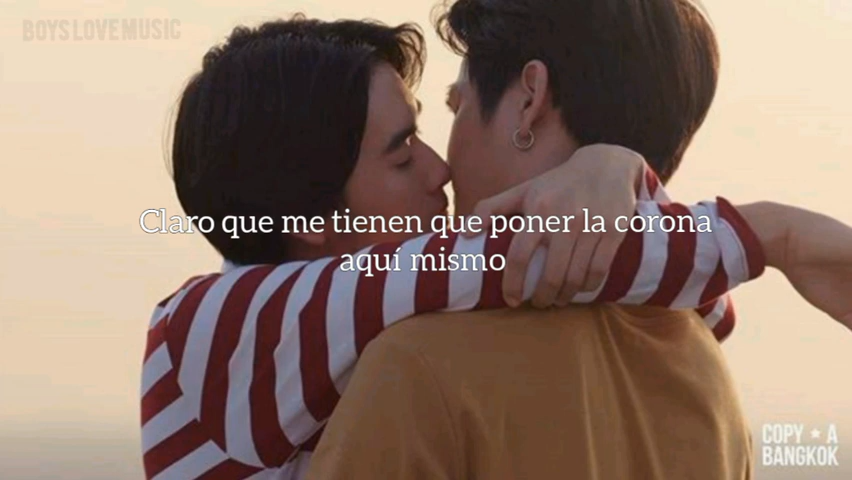 BOYS LOVE MUSIC
Claro que me tienen que poner la corona
aquí mismo
COPY ★ A
BANGKOK